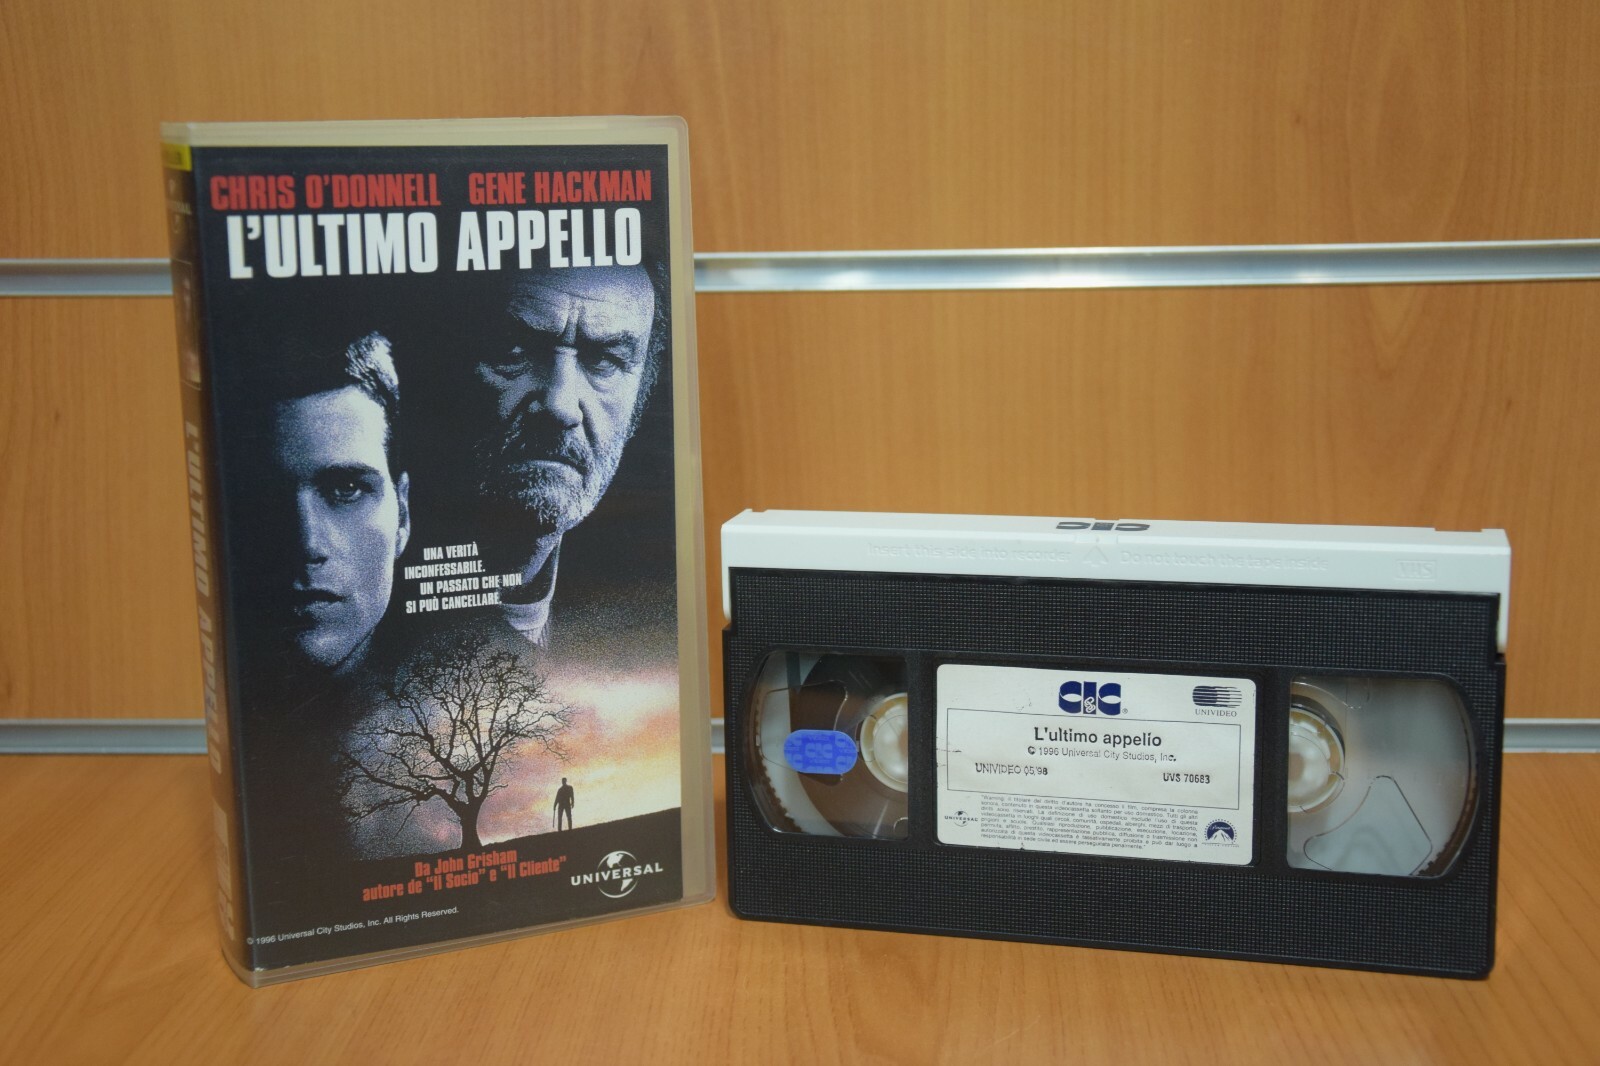 CHRIS O'DONNELL GENE HACKMAN
L'ULTIMO APPELLO
UNA VERITÀ
INCONFESSABILE.
UN PASSATO CHE NON
SI PUÒ CANCELLARE.
Da John Grisham
autore de "Il Socio" e "Il Cliente"
UNIVERSAL
© 1996 Universal City Studios, Inc. All Rights Reserved.
L'ULTIMO APPELLO
CIC
Insert this side into recorder Do not touch the tape inside VHS
CIC
CIC & ®
UNIVIDEO
L'ultimo appello
© 1996 Universal City Studios, Inc.
UNIVIDEO 05/98 UVS 70683
UNIVERSAL
Paramount